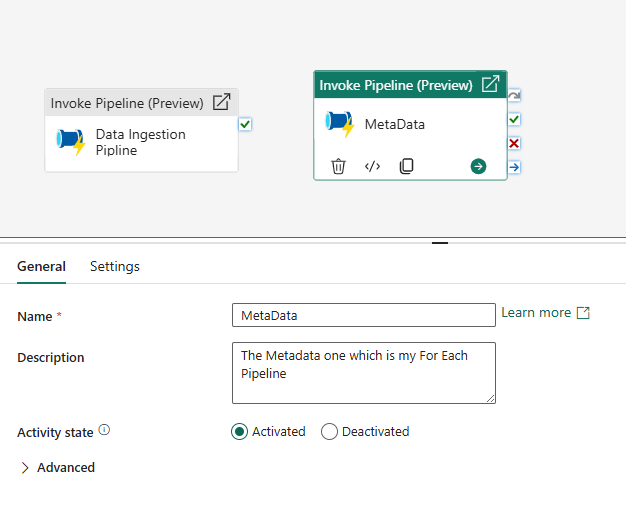 Invoke Pipeline (Preview)
Data Ingestion
Pipline
Invoke Pipeline (Preview)
MetaData
General
Settings
Name *
MetaData
Learn more
Description
The Metadata one which is my For Each
Pipeline
Activity state
Activated
Deactivated
Advanced